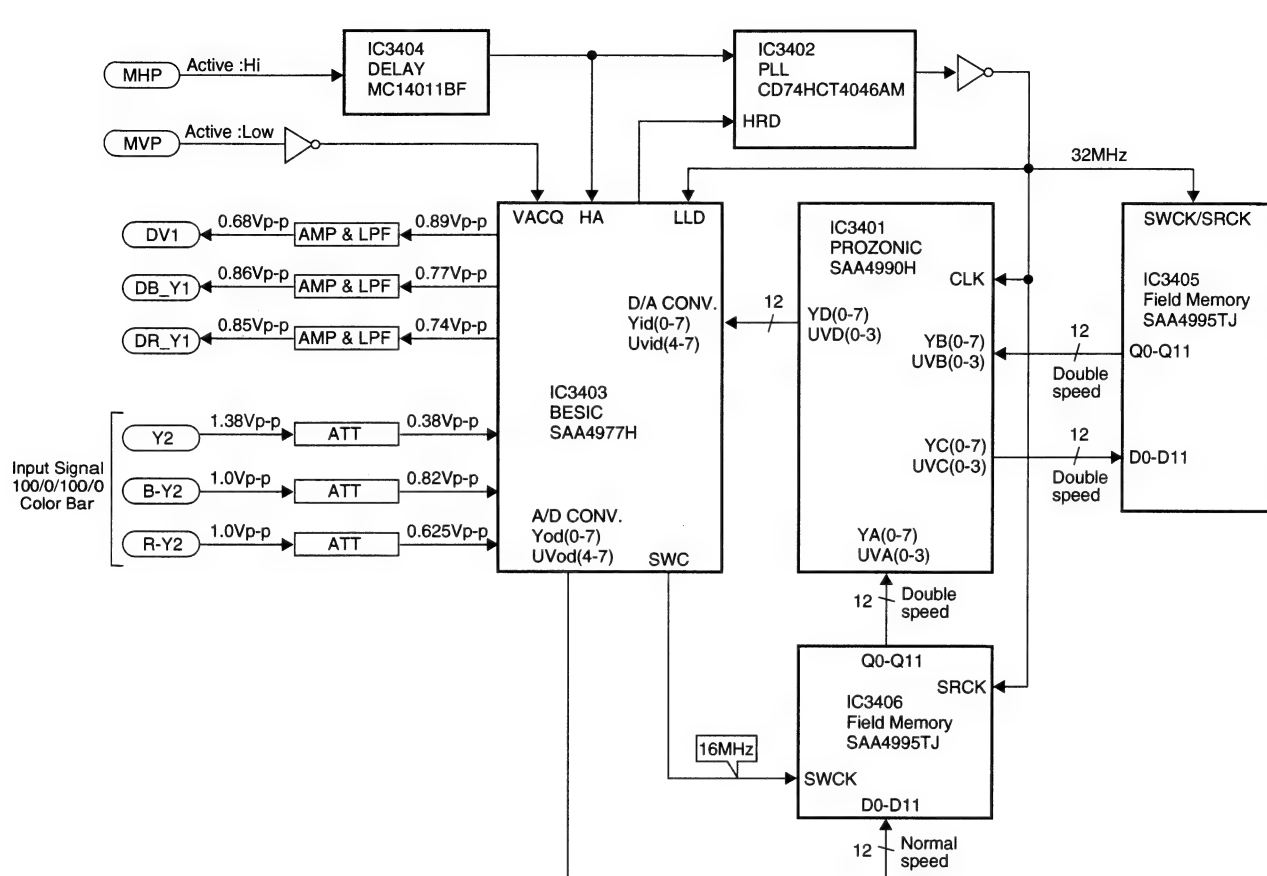 MHP
Active :Hi
IC3404
DELAY
MC14011BF
IC3402
PLL
CD74HCT4046AM
HRD
MVP
Active :Low
32MHz
VACQ
HA
LLD
DV1
0.68Vp-p
AMP & LPF
0.89Vp-p
DB_Y1
0.86Vp-p
AMP & LPF
0.77Vp-p
DR_Y1
0.85Vp-p
AMP & LPF
0.74Vp-p
D/A CONV.
Yid(0-7)
Uvid(4-7)
IC3403
BESIC
SAA4977H
12
IC3401
PROZONIC
SAA4990H
CLK
YD(0-7)
UVD(0-3)
YB(0-7)
UVB(0-3)
12
Double
speed
YC(0-7)
UVC(0-3)
12
Double
speed
YA(0-7)
UVA(0-3)
SWCK/SRCK
IC3405
Field Memory
SAA4995TJ
Q0-Q11
D0-D11
Input Signal
100/0/100/0
Color Bar
Y2
1.38Vp-p
ATT
0.38Vp-p
B-Y2
1.0Vp-p
ATT
0.82Vp-p
R-Y2
1.0Vp-p
ATT
0.625Vp-p
A/D CONV.
Yod(0-7)
UVod(4-7)
SWC
12
Double
speed
Q0-Q11
SRCK
IC3406
Field Memory
SAA4995TJ
16MHz
SWCK
D0-D11
12
Normal
speed